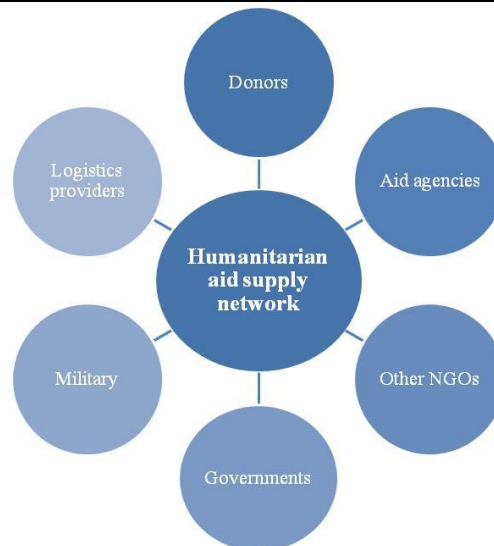 Donors
Aid agencies
Other NGOs
Governments
Military
Logistics
providers
Humanitarian
aid supply
network